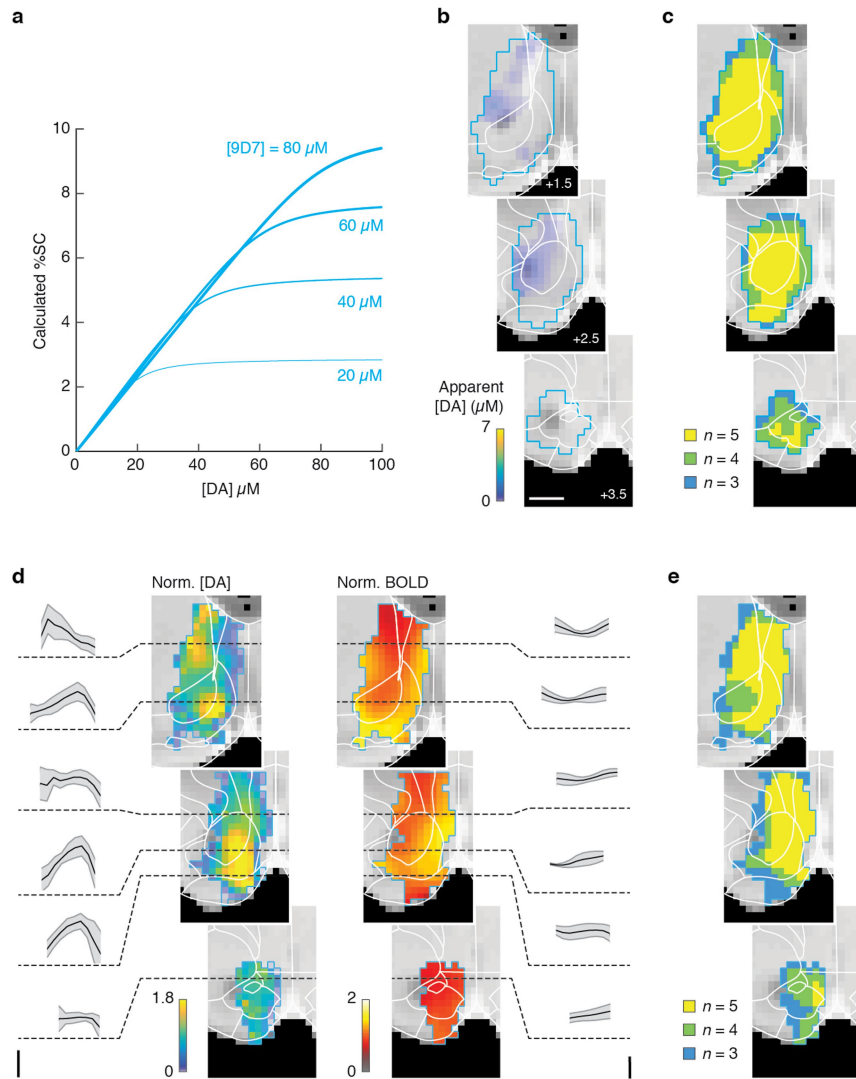 a
10
8
6
4
2
0
Calculated %SC
[9D7] = 80 µM
60 µM
40 µM
20 µM
0
20
40
60
80
100
[DA] µM
b
+1.5
+2.5
+3.5
Apparent
[DA] (µM)
7
0
c
n = 5
n = 4
n = 3
d
Norm. [DA]
Norm. BOLD
1.8
0
2
0
e
n = 5
n = 4
n = 3